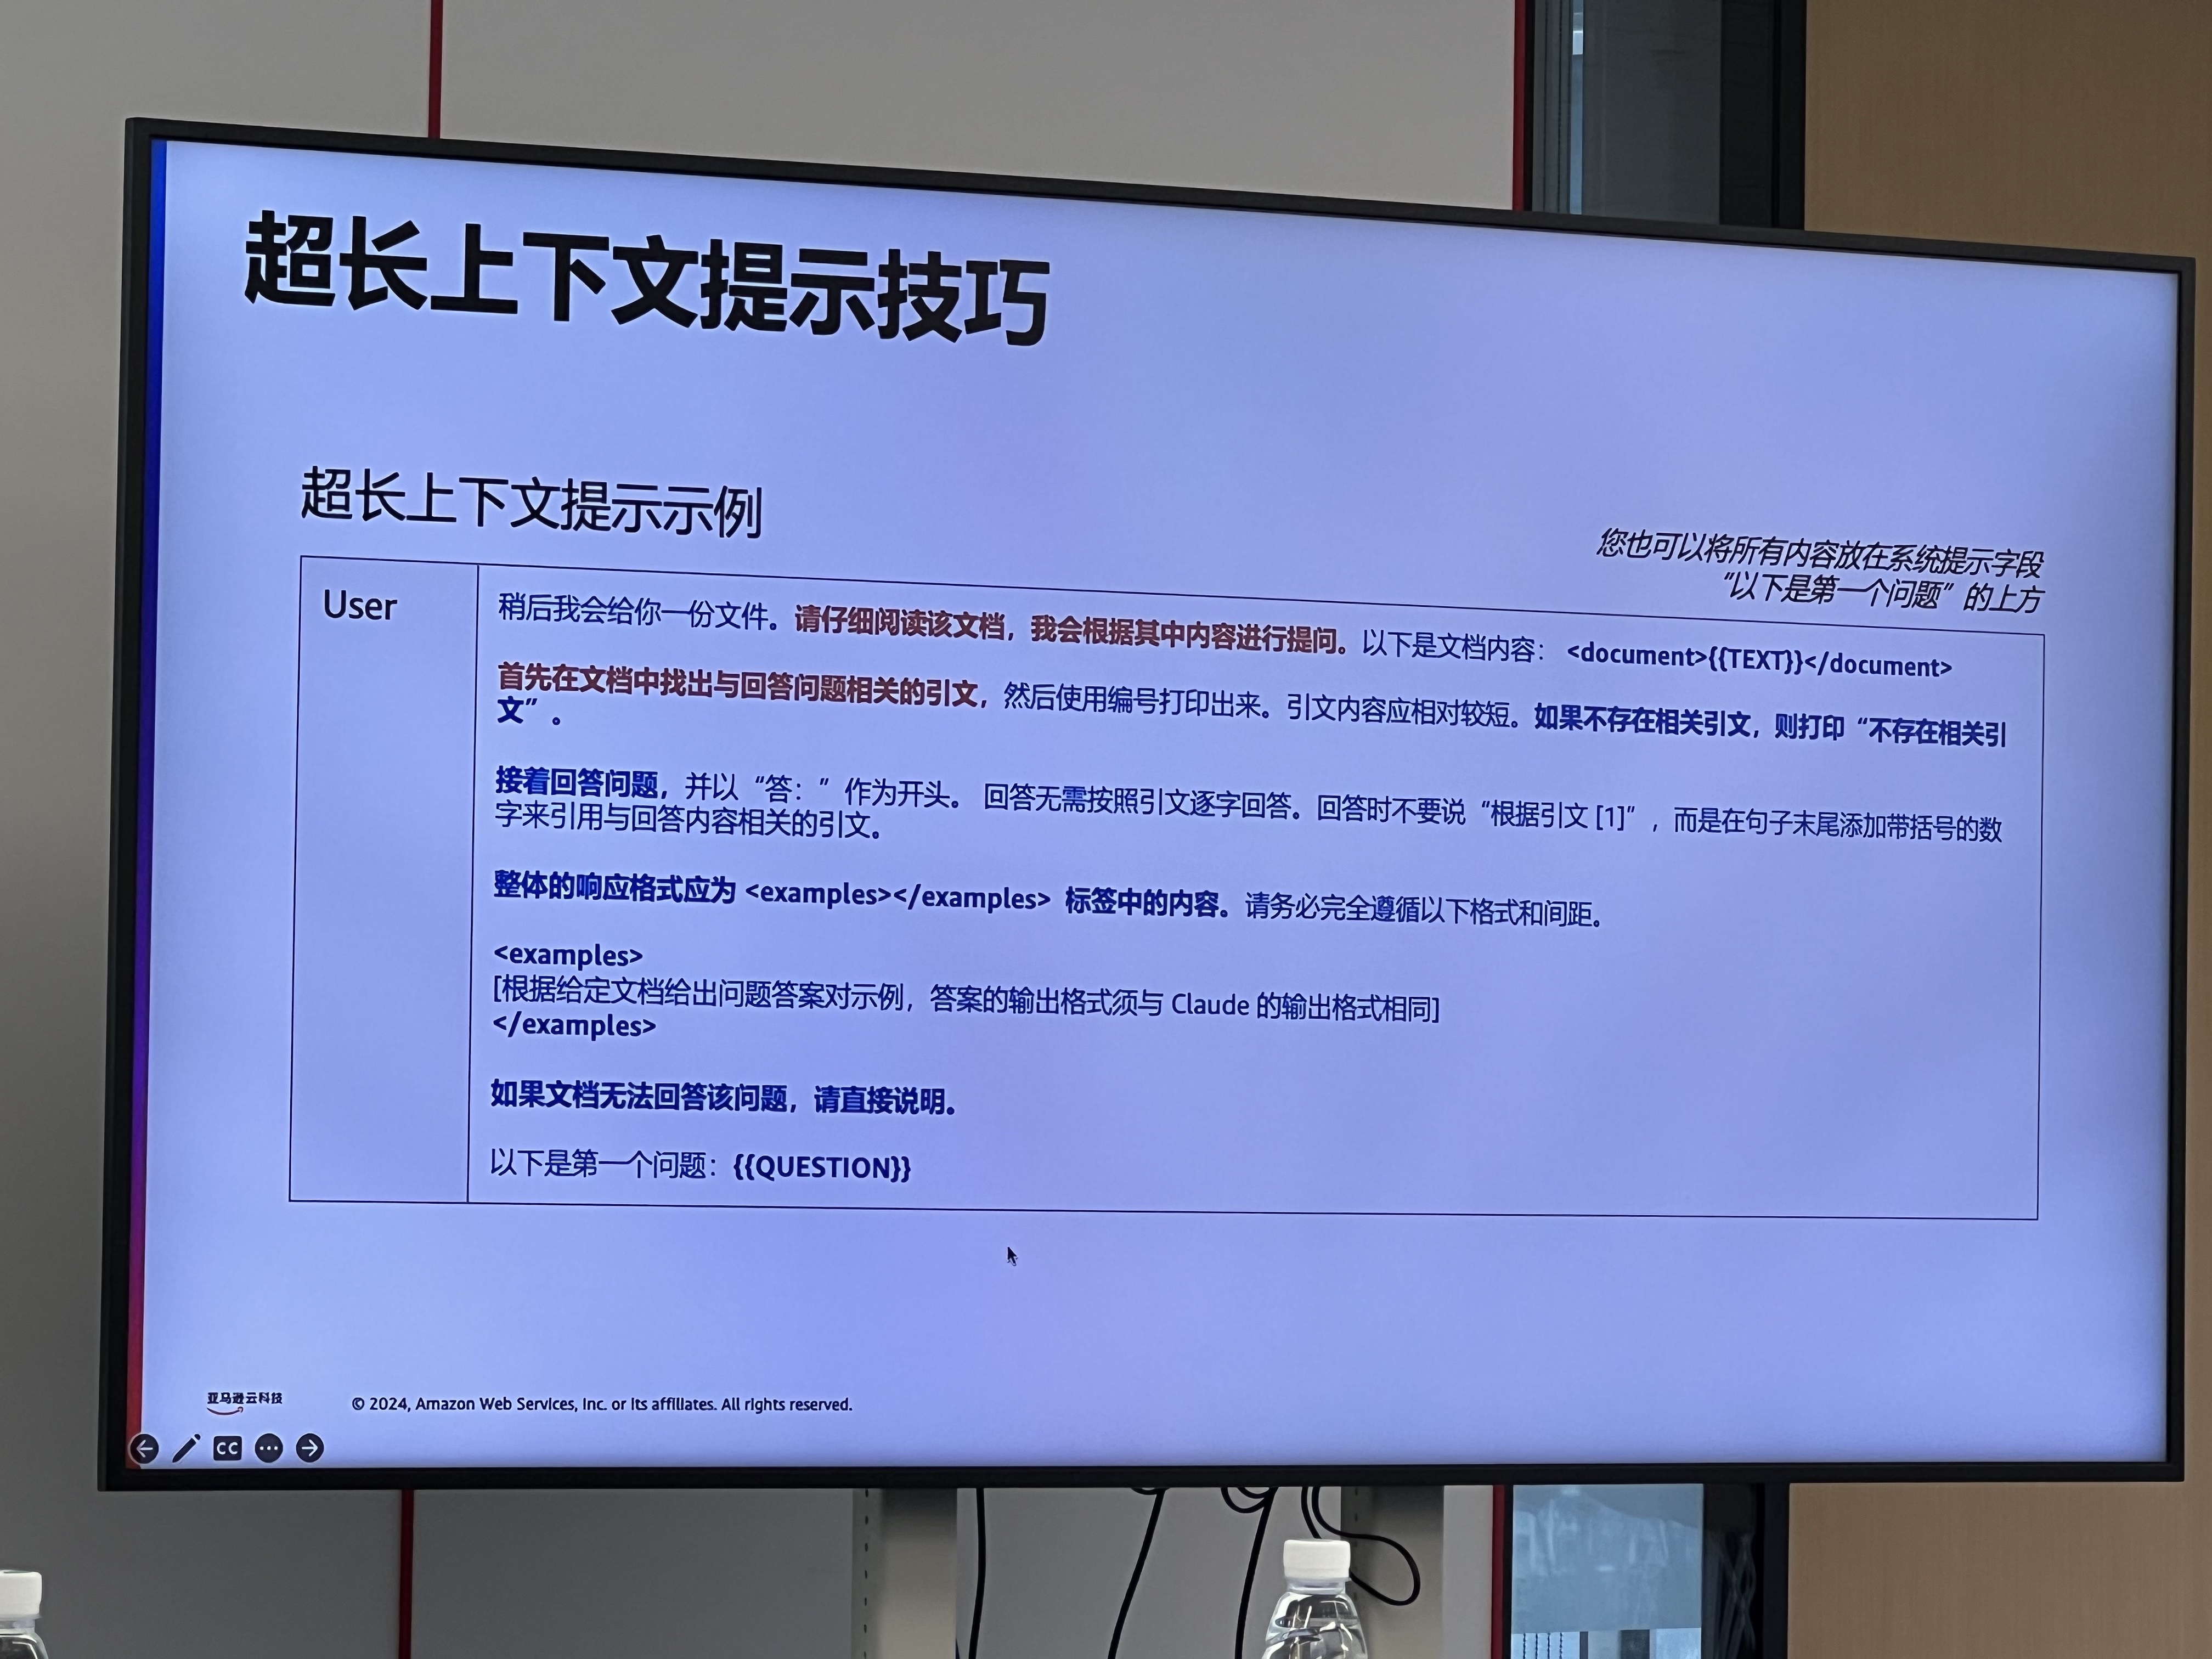 超长上下文提示技巧
超长上下文提示示例
您也可以将所有内容放在系统提示字段
“以下是第一个问题”的上方
User
稍后我会给你一份文件。请仔细阅读该文档，我会根据其中内容进行提问。以下是文档内容： <document>{{TEXT}}</document>
首先在文档中找出与回答问题相关的引文，然后使用编号打印出来。引文内容应相对较短。如果不存在相关引文，则打印“不存在相关引
文”。
接着回答问题，并以“答：”作为开头。 回答无需按照引文逐字回答。回答时不要说“根据引文 [1]”，而是在句子末尾添加带括号的数
字来引用与回答内容相关的引文。
整体的响应格式应为 <examples></examples> 标签中的内容。请务必完全遵循以下格式和间距。
<examples>
[根据给定文档给出问题答案对示例，答案的输出格式须与 Claude 的输出格式相同]
</examples>
如果文档无法回答该问题，请直接说明。
以下是第一个问题：{{QUESTION}}
亚马逊云科技
© 2024, Amazon Web Services, Inc. or its affiliates. All rights reserved.
CC